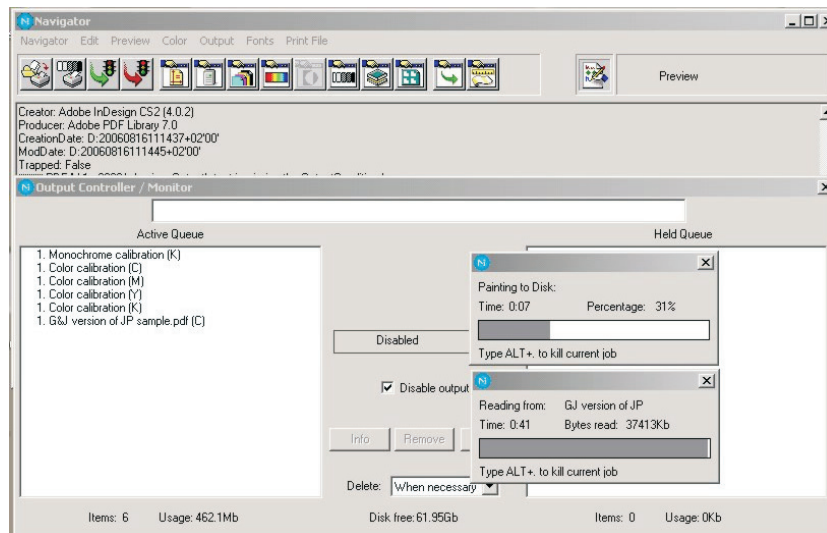 Navigator
Navigator Edit Preview Color Output Fonts Print File
Preview
Creator: Adobe InDesign CS2 (4.0.2)
Producer: Adobe PDF Library 7.0
CreationDate: D:20060816111437+02'00'
ModDate: D:20060816111445+02'00'
Trapped: False
Output Controller / Monitor
Active Queue
Held Queue
1. Monochrome calibration (K)
1. Color calibration (C)
1. Color calibration (M)
1. Color calibration (Y)
1. Color calibration (K)
1. G&J version of JP sample.pdf (C)
Disabled
Disable output
Info Remove
Delete: When necessary
Painting to Disk:
Time: 0:07 Percentage: 31%
Type ALT+. to kill current job
Reading from: GJ version of JP
Time: 0:41 Bytes read: 37413Kb
Type ALT+. to kill current job
Items: 6 Usage: 462.1Mb Disk free: 61.95Gb Items: 0 Usage: 0Kb